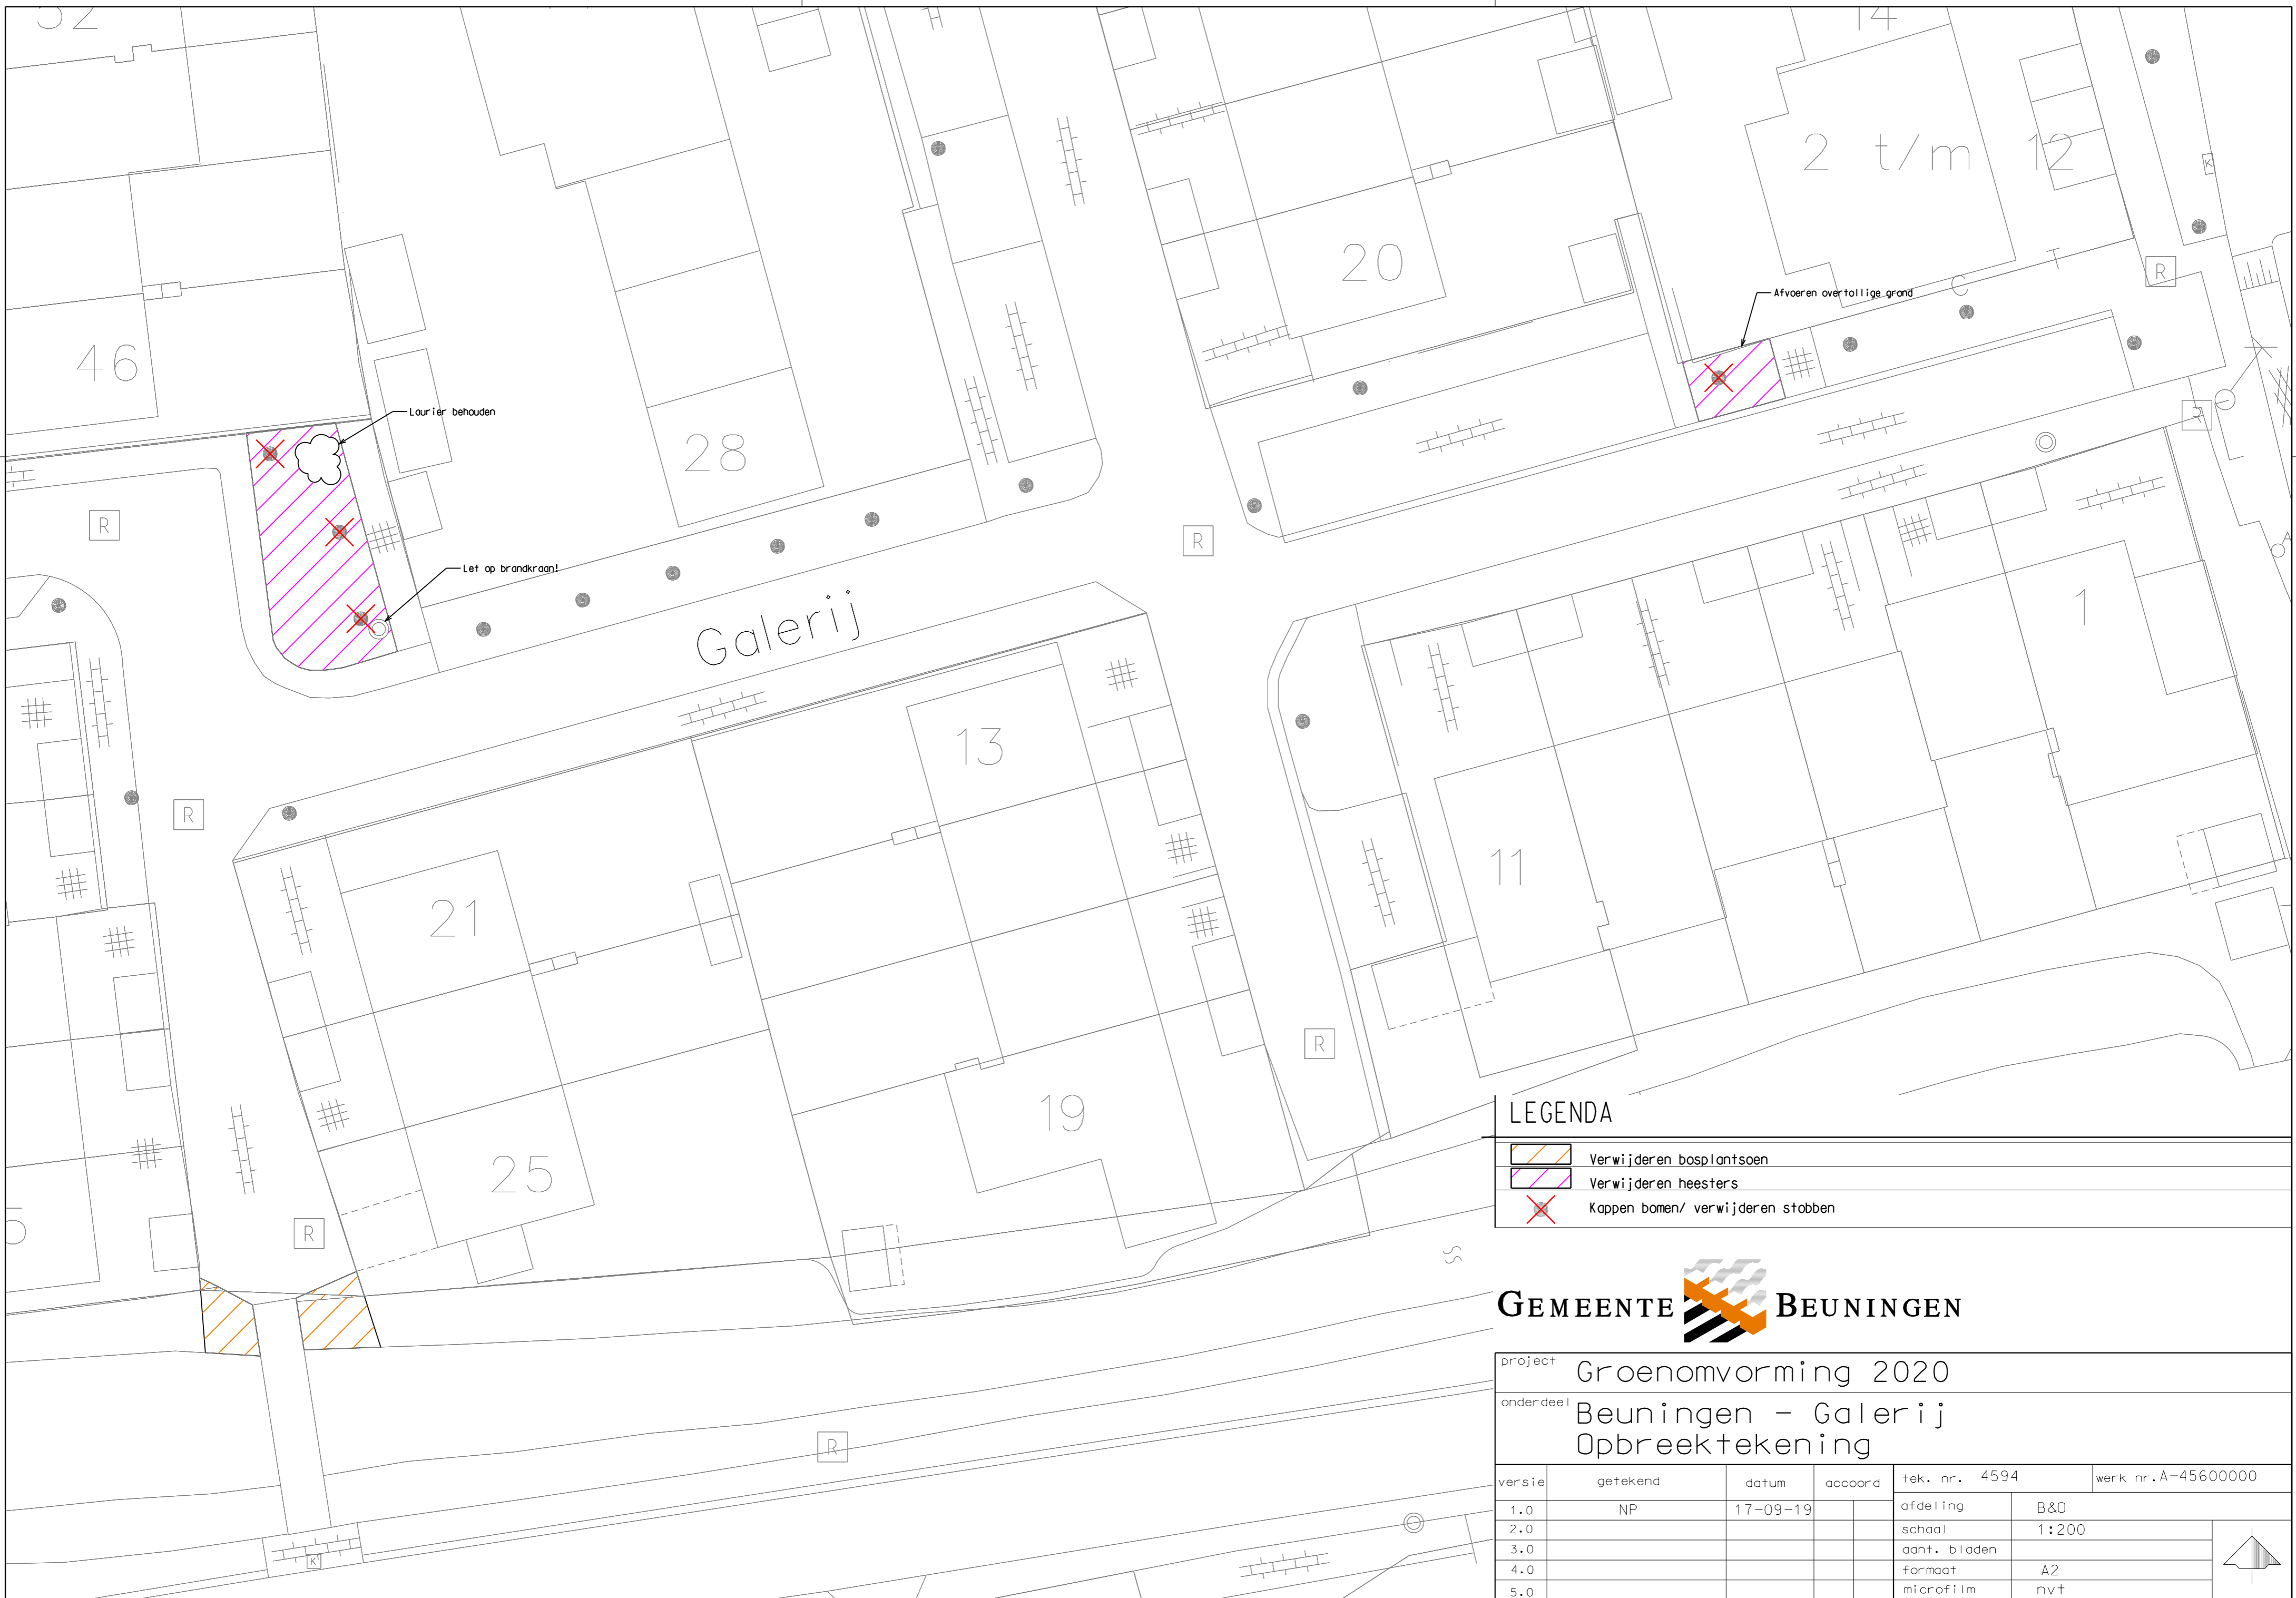 32
14
2 t/m 12
K
20
R
C T
Afvoeren overtollige grond
46
Laurier behouden
28
R
R
R
Let op brandkraan!
Galerij
1
13
R
11
21
19
R
25
R
5
LEGENDA
Verwijderen bosplantsoen
Verwijderen heesters
Kappen bomen/ verwijderen stobben
GEMEENTE BEUNINGEN
project Groenomvorming 2020
onderdeel Beuningen - Galerij
Opbreektekening
versie getekend datum accoord tek. nr. 4594 werk nr. A-45600000
1.0 NP 17-09-19 afdeling B&O
2.0 schaal 1:200
3.0 aant. bladen
4.0 formaat A2
5.0 microfilm nvt
R
K